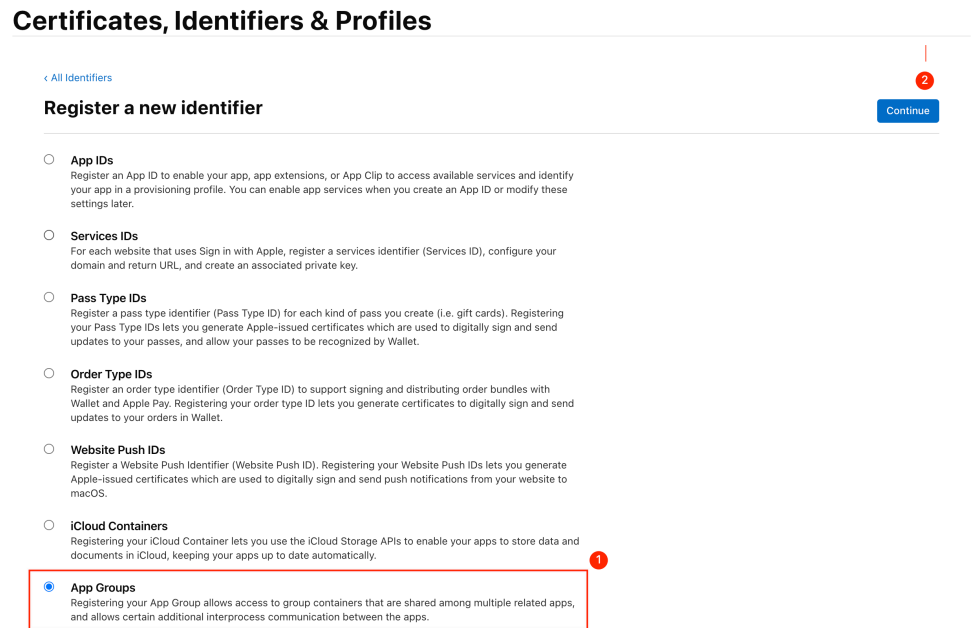 Certificates, Identifiers & Profiles
2
‹ All Identifiers
Register a new identifier
Continue
App IDs
Register an App ID to enable your app, app extensions, or App Clip to access available services and identify
your app in a provisioning profile. You can enable app services when you create an App ID or modify these
settings later.
Services IDs
For each website that uses Sign in with Apple, register a services identifier (Services ID), configure your
domain and return URL, and create an associated private key.
Pass Type IDs
Register a pass type identifier (Pass Type ID) for each kind of pass you create (i.e. gift cards). Registering
your Pass Type IDs lets you generate Apple-issued certificates which are used to digitally sign and send
updates to your passes, and allow your passes to be recognized by Wallet.
Order Type IDs
Register an order type identifier (Order Type ID) to support signing and distributing order bundles with
Wallet and Apple Pay. Registering your order type ID lets you generate certificates to digitally sign and send
updates to your orders in Wallet.
Website Push IDs
Register a Website Push Identifier (Website Push ID). Registering your Website Push IDs lets you generate
Apple-issued certificates which are used to digitally sign and send push notifications from your website to
macOS.
iCloud Containers
Registering your iCloud Container lets you use the iCloud Storage APIs to enable your apps to store data and
documents in iCloud, keeping your apps up to date automatically.
1
App Groups
Registering your App Group allows access to group containers that are shared among multiple related apps,
and allows certain additional interprocess communication between the apps.